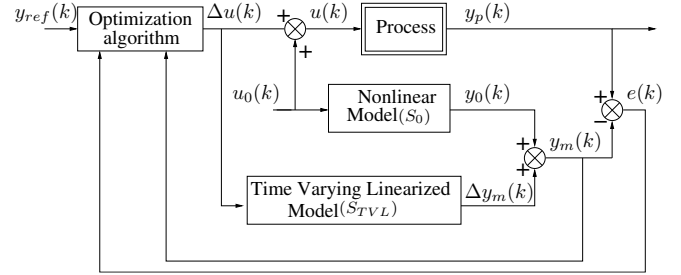 y_{ref}(k)
Optimization
algorithm
Δu(k)
u(k)
+
+
Process
y_p(k)
u_0(k)
Nonlinear
Model(S_0)
y_0(k)
+
−
e(k)
+
+
y_m(k)
Time Varying Linearized
Model(S_{TVL})
Δy_m(k)